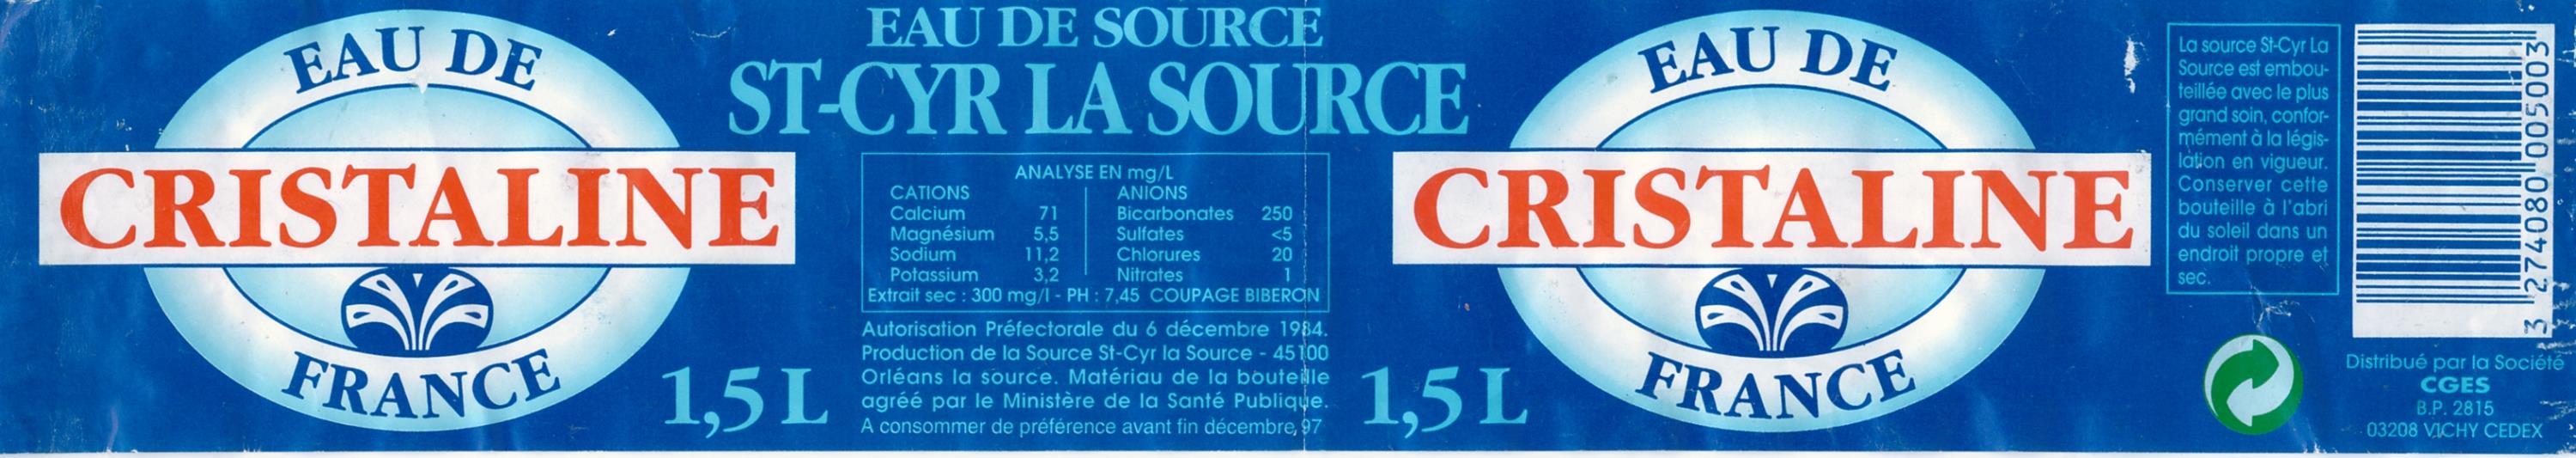 EAU DE
CRISTALINE
FRANCE
1,5 L
EAU DE SOURCE
ST-CYR LA SOURCE
ANALYSE EN mg/L
CATIONS
Calcium 71
Magnésium 5,5
Sodium 11,2
Potassium 3,2
ANIONS
Bicarbonates 250
Sulfates <5
Chlorures 20
Nitrates 1
Extrait sec : 300 mg/l - PH : 7,45 COUPAGE BIBERON
Autorisation Préfectorale du 6 décembre 1984.
Production de la Source St-Cyr la Source - 45100
Orléans la source. Matériau de la bouteille
agréé par le Ministère de la Santé Publique.
A consommer de préférence avant fin décembre 97
EAU DE
CRISTALINE
FRANCE
1,5 L
La source St-Cyr La
Source est embou-
teillée avec le plus
grand soin, confor-
mément à la légis-
lation en vigueur.
Conserver cette
bouteille à l'abri
du soleil dans un
endroit propre et
sec.
3 274080 005003
Distribué par la Société
CGES
B.P. 2815
03208 VICHY CEDEX